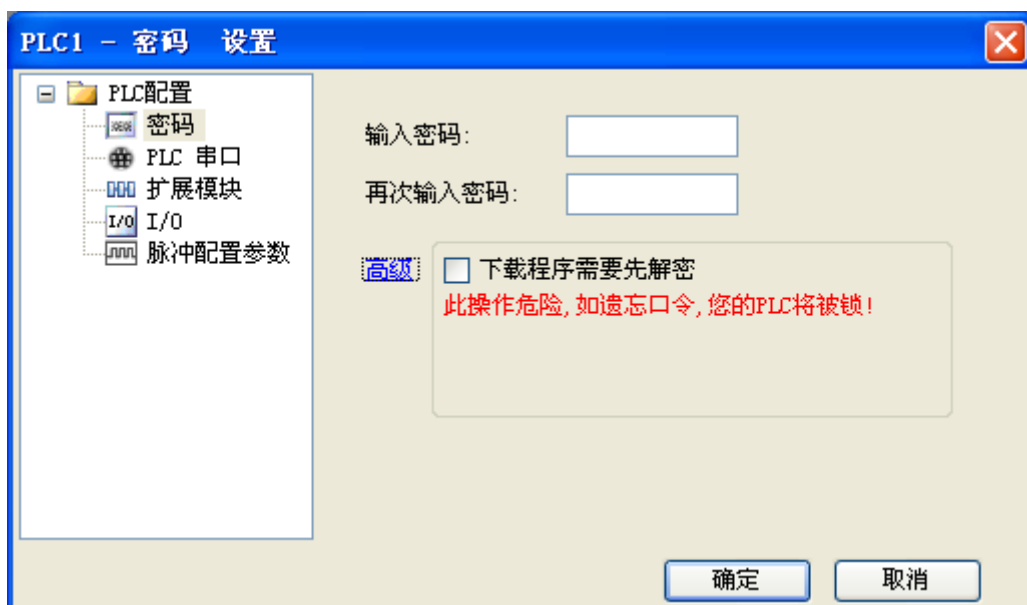 PLC1 - 密码 设置
PLC配置
密码
PLC 串口
扩展模块
I/O I/O
脉冲配置参数
输入密码:
再次输入密码:
高级 下载程序需要先解密
此操作危险,如遗忘口令,您的PLC将被锁!
确定 取消